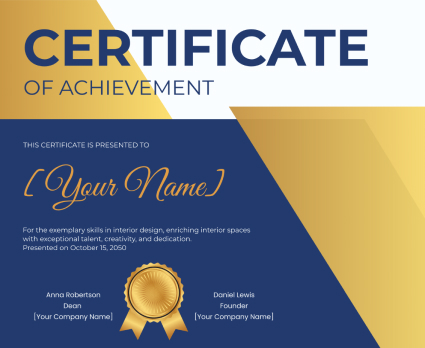 CERTIFICATE
OF ACHIEVEMENT
THIS CERTIFICATE IS PRESENTED TO
[Your Name]
For the exemplary skills in interior design, enriching interior spaces
with exceptional talent, creativity, and dedication.
Presented on October 15, 2050
Anna Robertson
Dean
[Your Company Name]
Daniel Lewis
Founder
[Your Company Name]